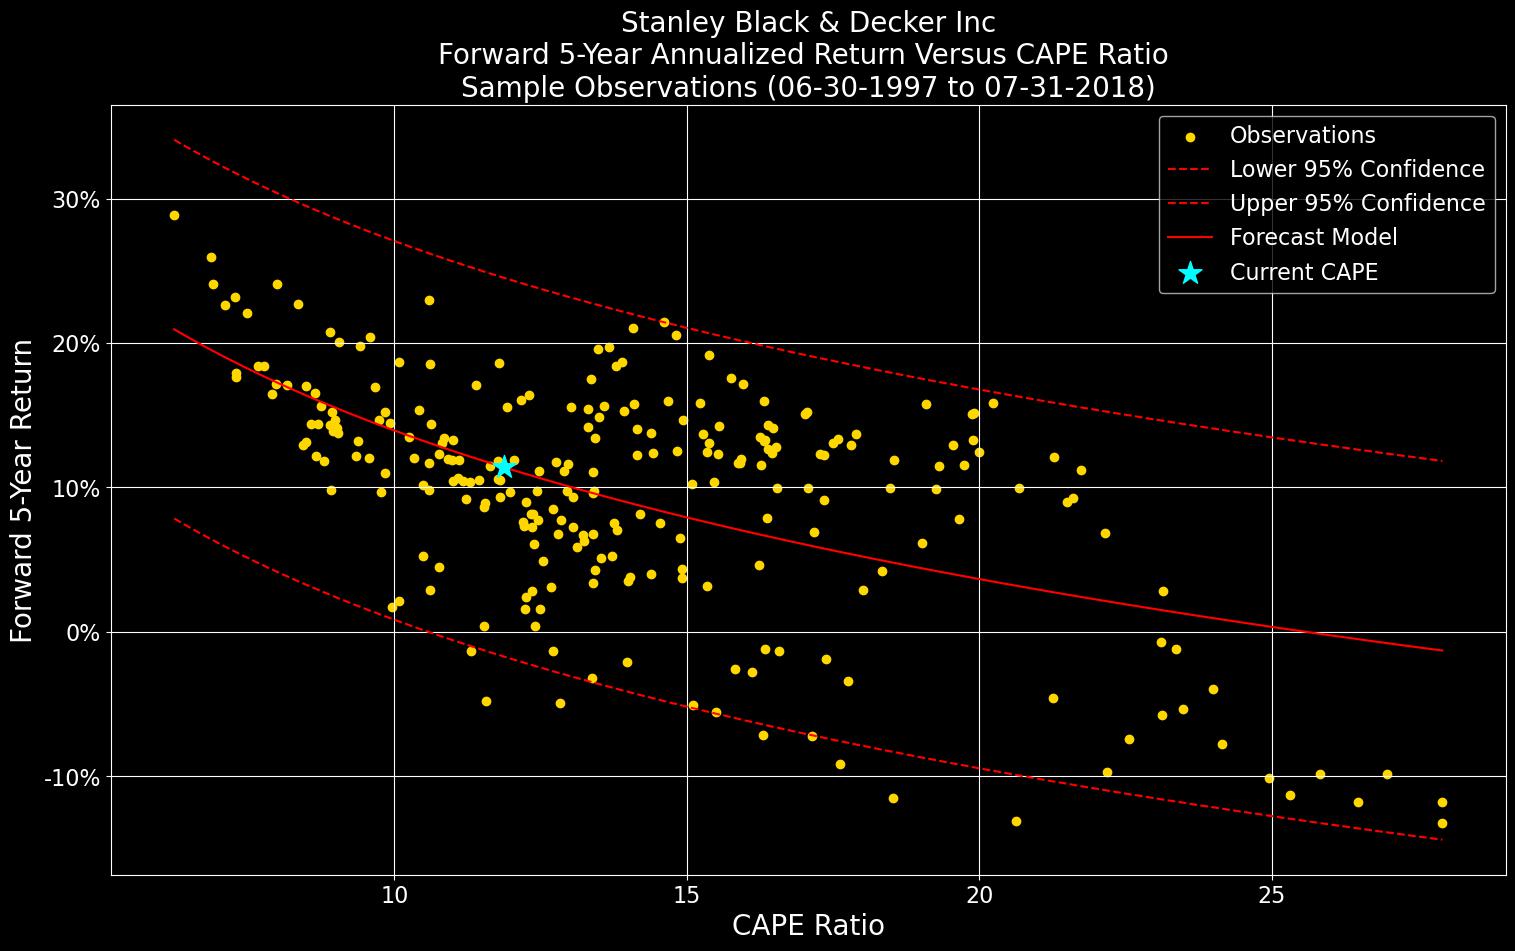 Stanley Black & Decker Inc
Forward 5-Year Annualized Return Versus CAPE Ratio
Sample Observations (06-30-1997 to 07-31-2018)
Observations
Lower 95% Confidence
Upper 95% Confidence
Forecast Model
Current CAPE
Forward 5-Year Return
30%
20%
10%
0%
-10%
10
15
20
25
CAPE Ratio